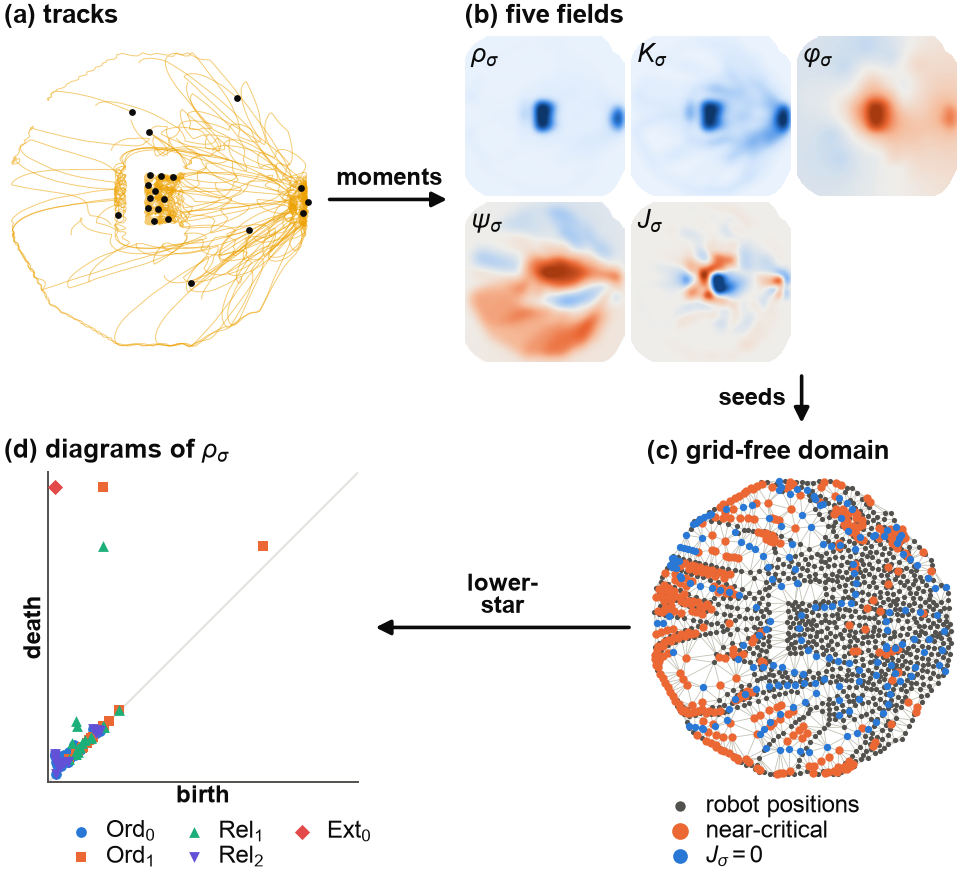 (a) tracks
(b) five fields
ρσ
Kσ
φσ
moments
ψσ
Jσ
seeds
(d) diagrams of ρσ
(c) grid-free domain
death
lower-
star
birth
Ord₀
Rel₁
Ext₀
Ord₁
Rel₂
robot positions
near-critical
Jσ = 0